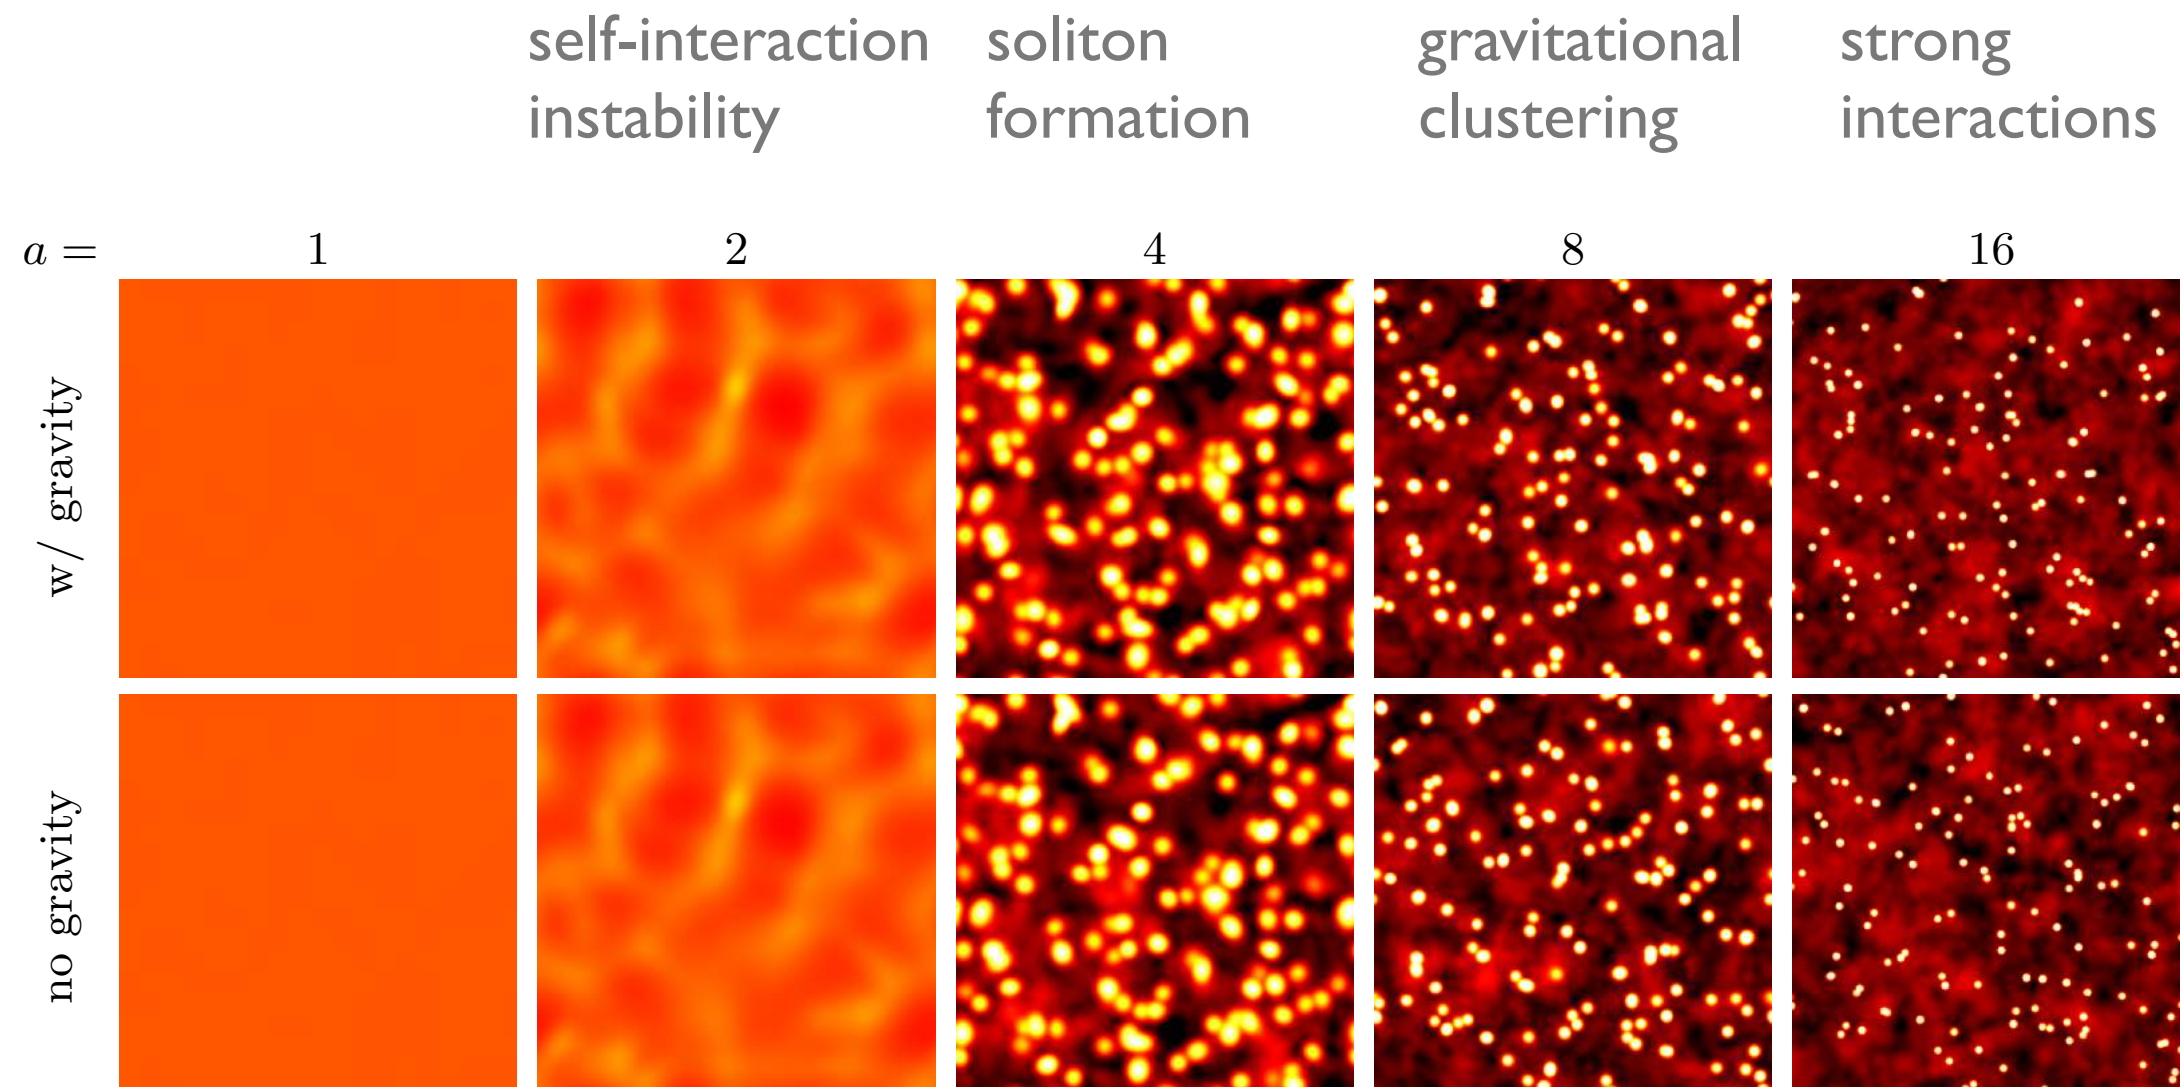 self-interaction
instability
soliton
formation
gravitational
clustering
strong
interactions
a = 1 2 4 8 16
w/ gravity
no gravity